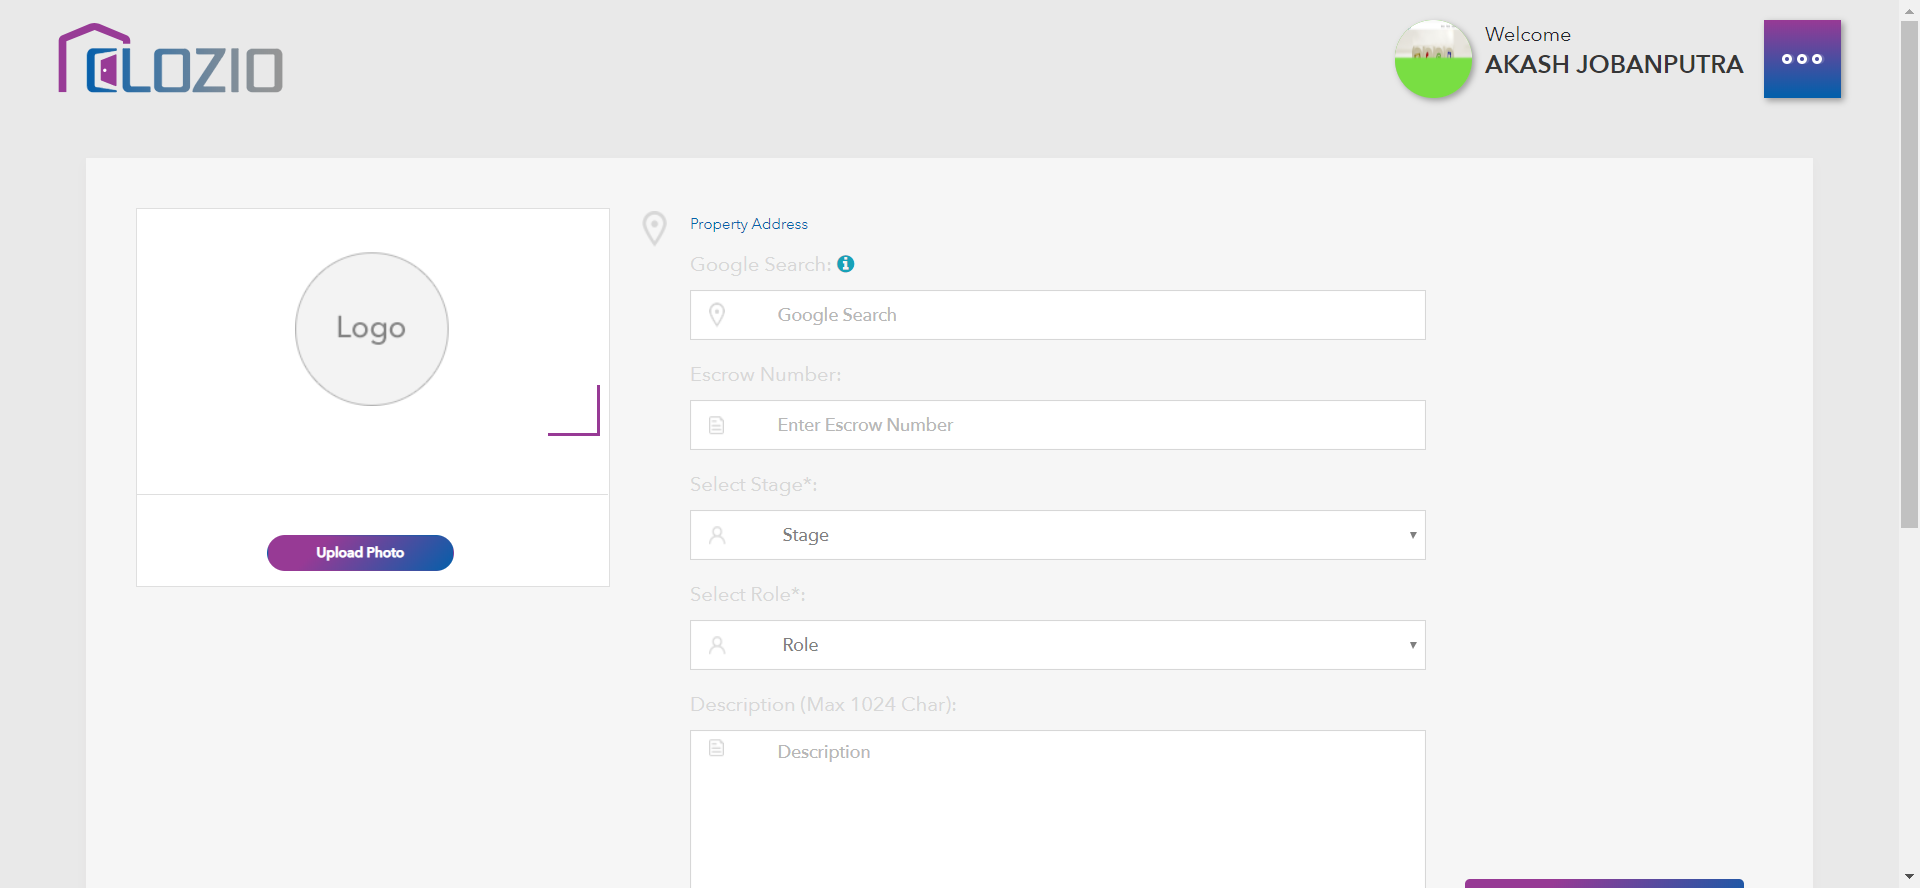 CLOZIO
Welcome
AKASH JOBANPUTRA
Logo
Upload Photo
Property Address
Google Search:
Google Search
Escrow Number:
Enter Escrow Number
Select Stage*:
Stage
Select Role*:
Role
Description (Max 1024 Char):
Description